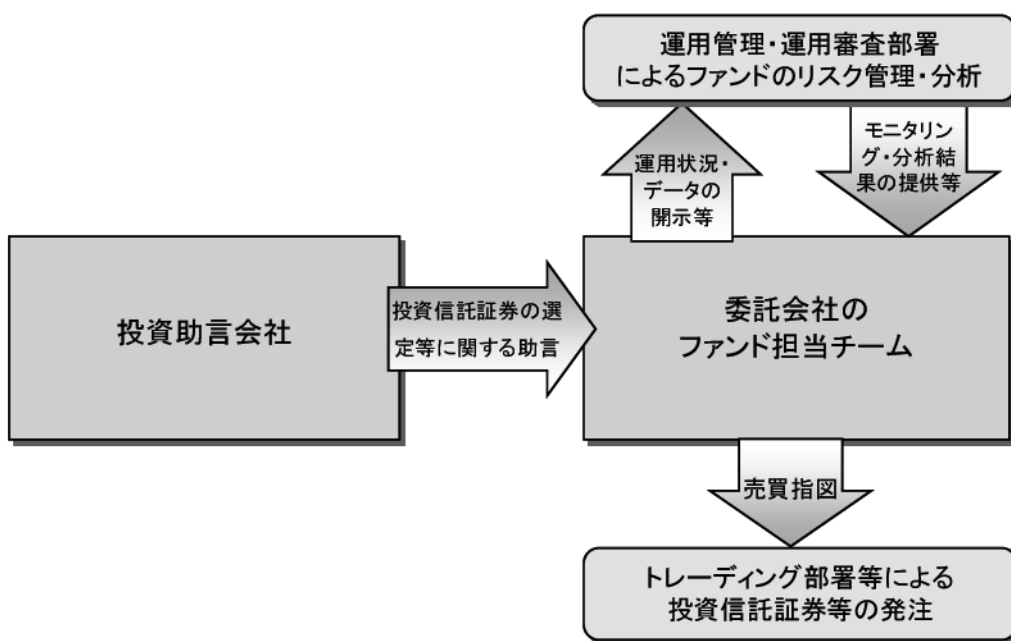 運用管理・運用審査部署
によるファンドのリスク管理・分析
運用状況・
データの
開示等
モニタリン
グ・分析結
果の提供等
投資助言会社
投資信託証券の選
定等に関する助言
委託会社の
ファンド担当チーム
売買指図
トレーディング部署等による
投資信託証券等の発注